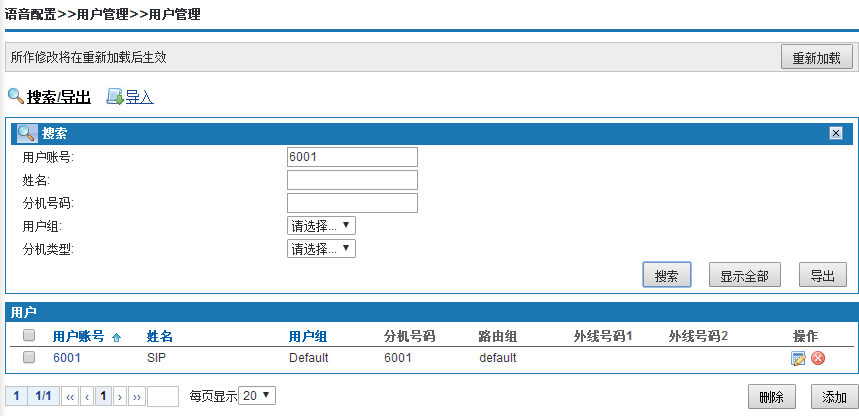 语音配置>>用户管理>>用户管理
所作修改将在重新加载后生效 重新加载
搜索/导出 导入
搜索
用户账号: 6001
姓名:
分机号码:
用户组: 请选择...
分机类型: 请选择...
搜索 显示全部 导出
用户
用户账号 姓名 用户组 分机号码 路由组 外线号码1 外线号码2 操作
6001 SIP Default 6001 default
1 1/1 ‹‹ ‹ 1 › ›› 每页显示 20 删除 添加